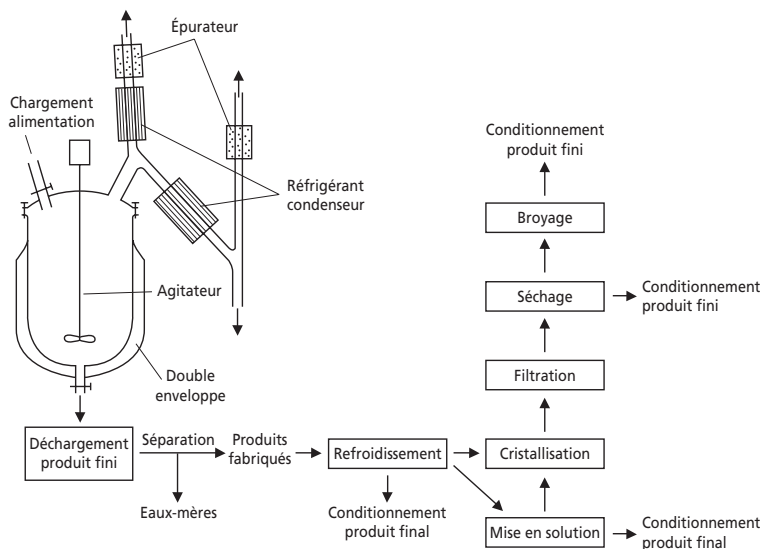 Épurateur
Chargement
alimentation
Réfrigérant
condenseur
Agitateur
Double
enveloppe
Déchargement
produit fini
Séparation
Eaux-mères
Produits
fabriqués
Refroidissement
Conditionnement
produit final
Conditionnement
produit fini
Broyage
Séchage
Conditionnement
produit fini
Filtration
Cristallisation
Mise en solution
Conditionnement
produit final